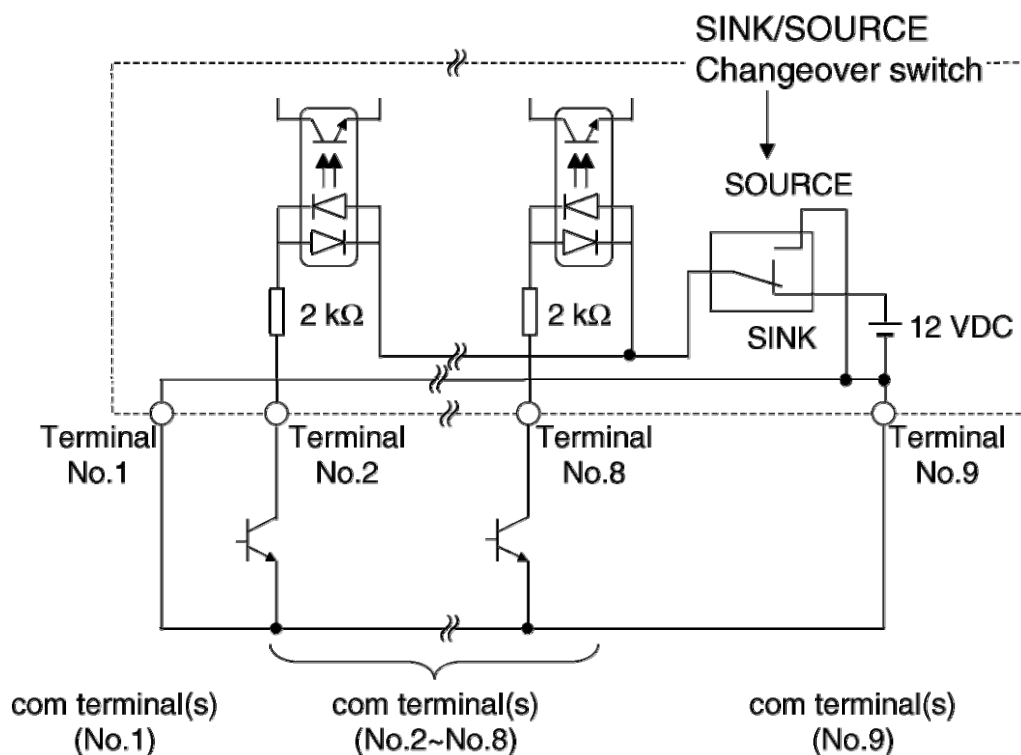 SINK/SOURCE
Changeover switch
SOURCE
2 kΩ
2 kΩ
SINK
12 VDC
Terminal
No.1
Terminal
No.2
Terminal
No.8
Terminal
No.9
com terminal(s)
(No.1)
com terminal(s)
(No.2~No.8)
com terminal(s)
(No.9)